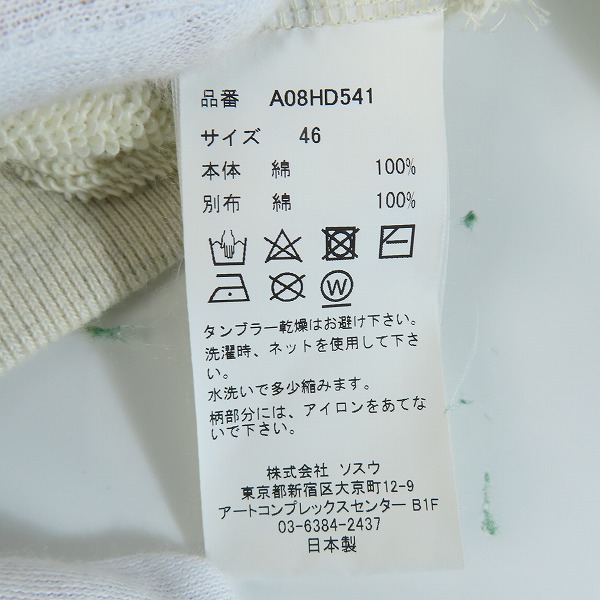 品番 A08HD541
サイズ 46
本体 綿 100%
別布 綿 100%
W
タンブラー乾燥はお避け下さい。
洗濯時、ネットを使用して下さ
い。
水洗いで多少縮みます。
柄部分には、アイロンをあてな
いで下さい。
株式会社 ソスウ
東京都新宿区大京町12-9
アートコンプレックスセンター B1F
03-6384-2437
日本製